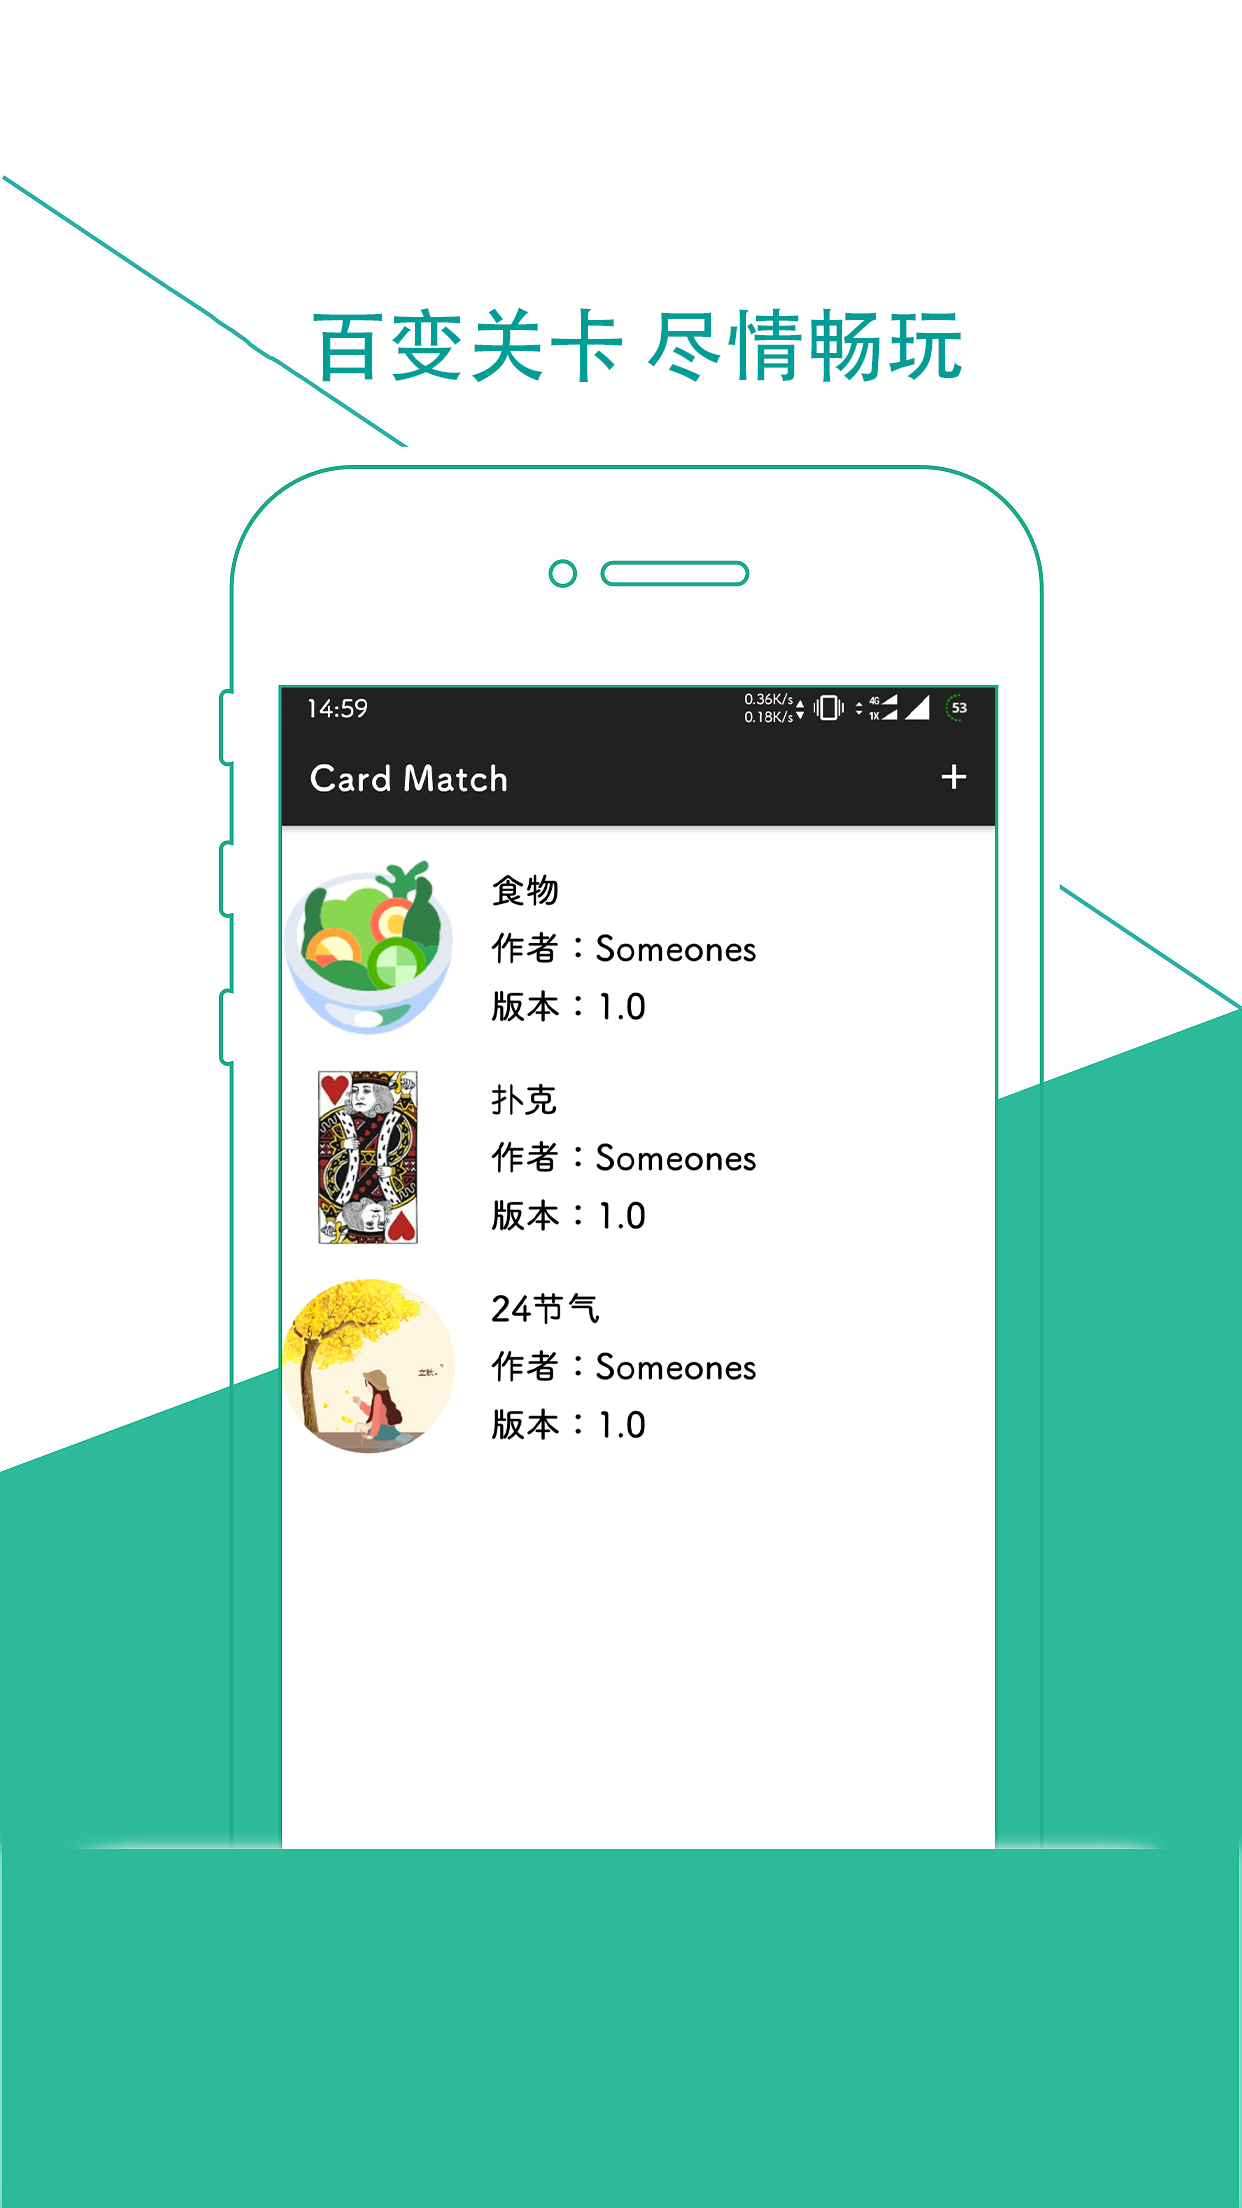 百变关卡 尽情畅玩
14:59
0.36K/s
0.18K/s
4G
1X
53
Card Match
+
食物
作者：Someones
版本：1.0
扑克
作者：Someones
版本：1.0
24节气
立秋。
作者：Someones
版本：1.0